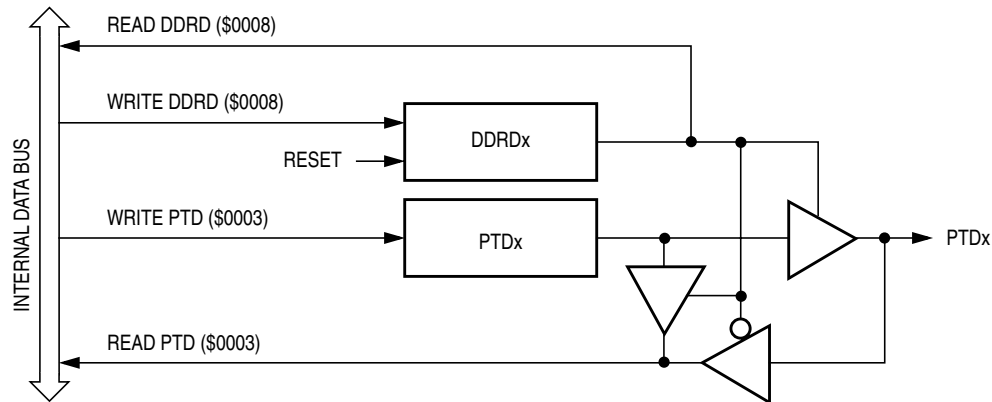 READ DDRD ($0008)
WRITE DDRD ($0008)
DDRDx
RESET
WRITE PTD ($0003)
PTDx
PTDx
READ PTD ($0003)
INTERNAL DATA BUS